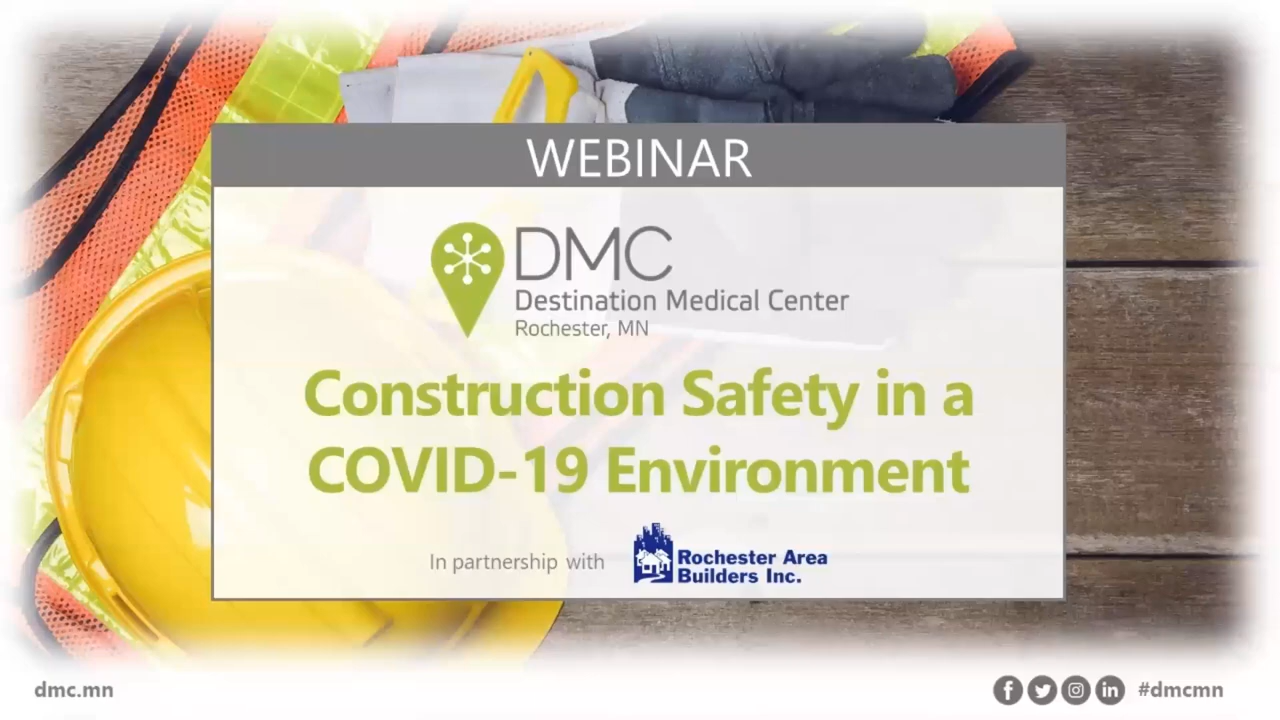 WEBINAR
DMC
Destination Medical Center
Rochester, MN
Construction Safety in a
COVID-19 Environment
In partnership with
Rochester Area
Builders Inc.
dmc.mn
#dmcmn